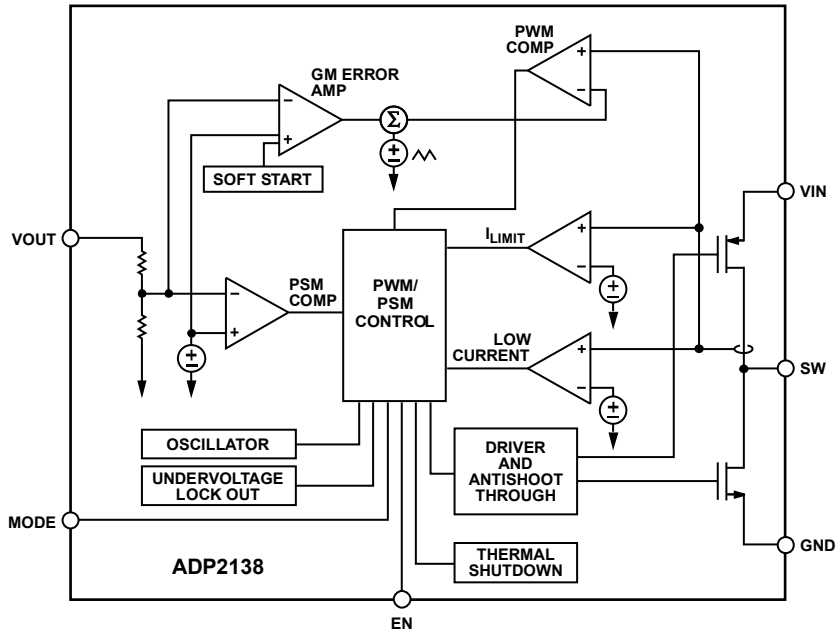 PWM
COMP
GM ERROR
AMP
+
−
−
+
Σ
+
−
SOFT START
VIN
VOUT
ILIMIT
+
−
+
−
PSM
COMP
PWM/
PSM
CONTROL
−
+
LOW
CURRENT
+
−
+
−
+
−
SW
OSCILLATOR
DRIVER
AND
ANTISHOOT
THROUGH
UNDERVOLTAGE
LOCK OUT
MODE
GND
THERMAL
SHUTDOWN
ADP2138
EN